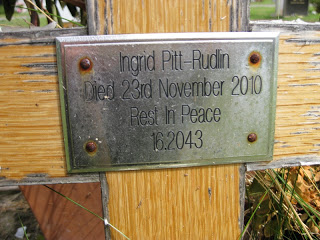 Ingrid Pitt-Rudlin
Died 23rd November 2010
Rest In Peace
16.2043